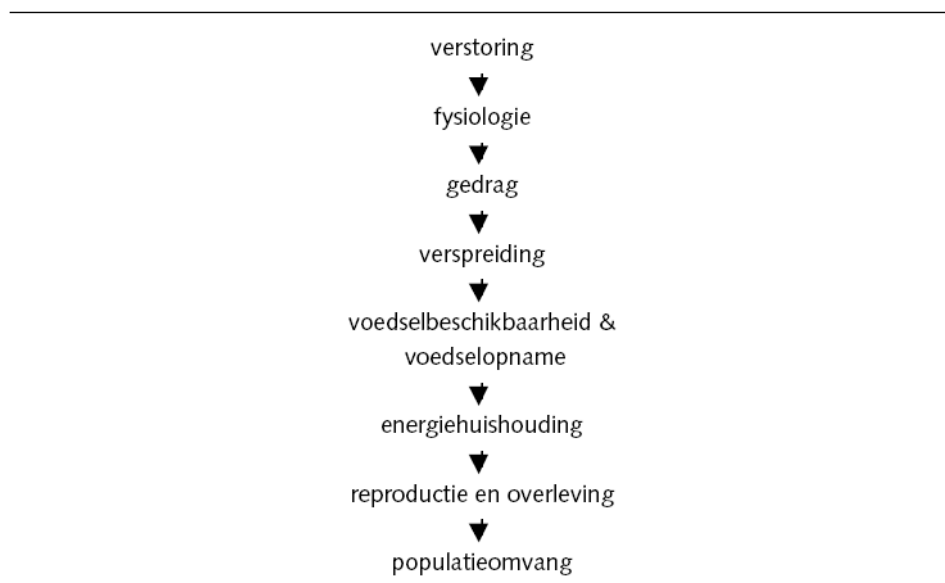 verstoring
fysiologie
gedrag
verspreiding
voedselbeschikbaarheid &
voedselopname
energiehuishouding
reproductie en overleving
populatieomvang